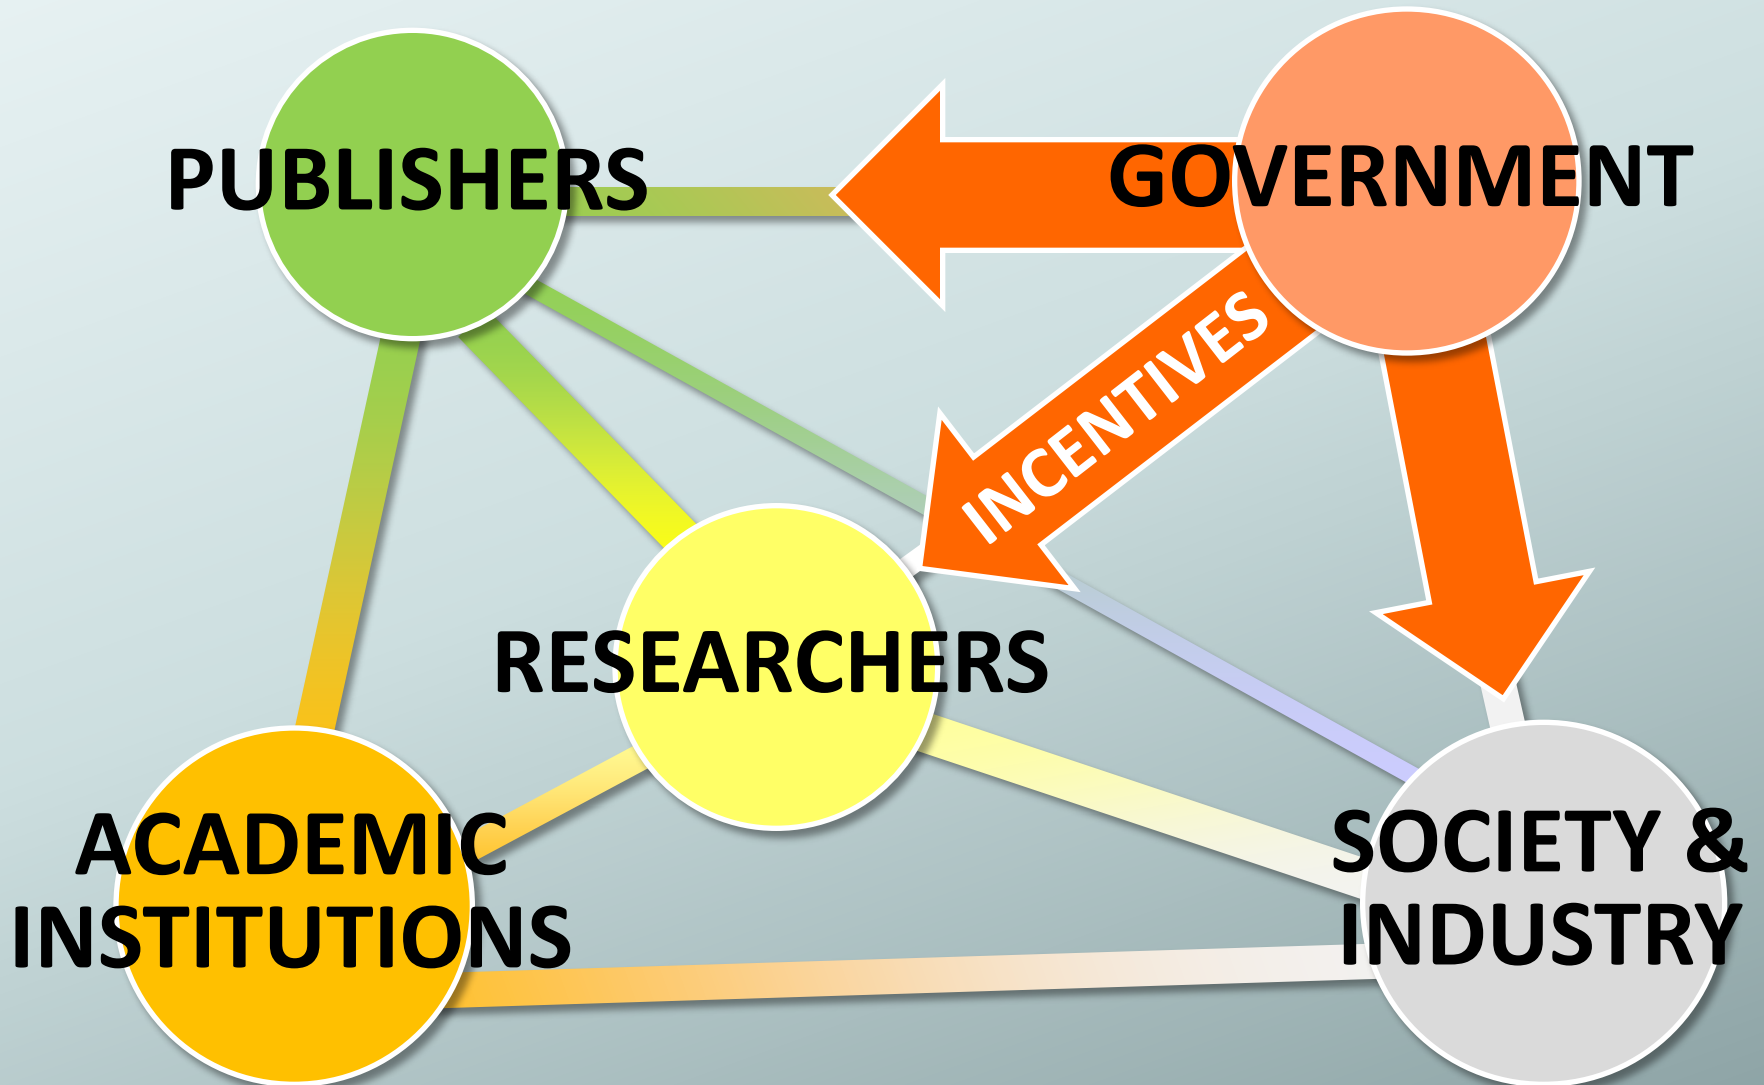 PUBLISHERS
GOVERNMENT
INCENTIVES
RESEARCHERS
ACADEMIC
INSTITUTIONS
SOCIETY &
INDUSTRY